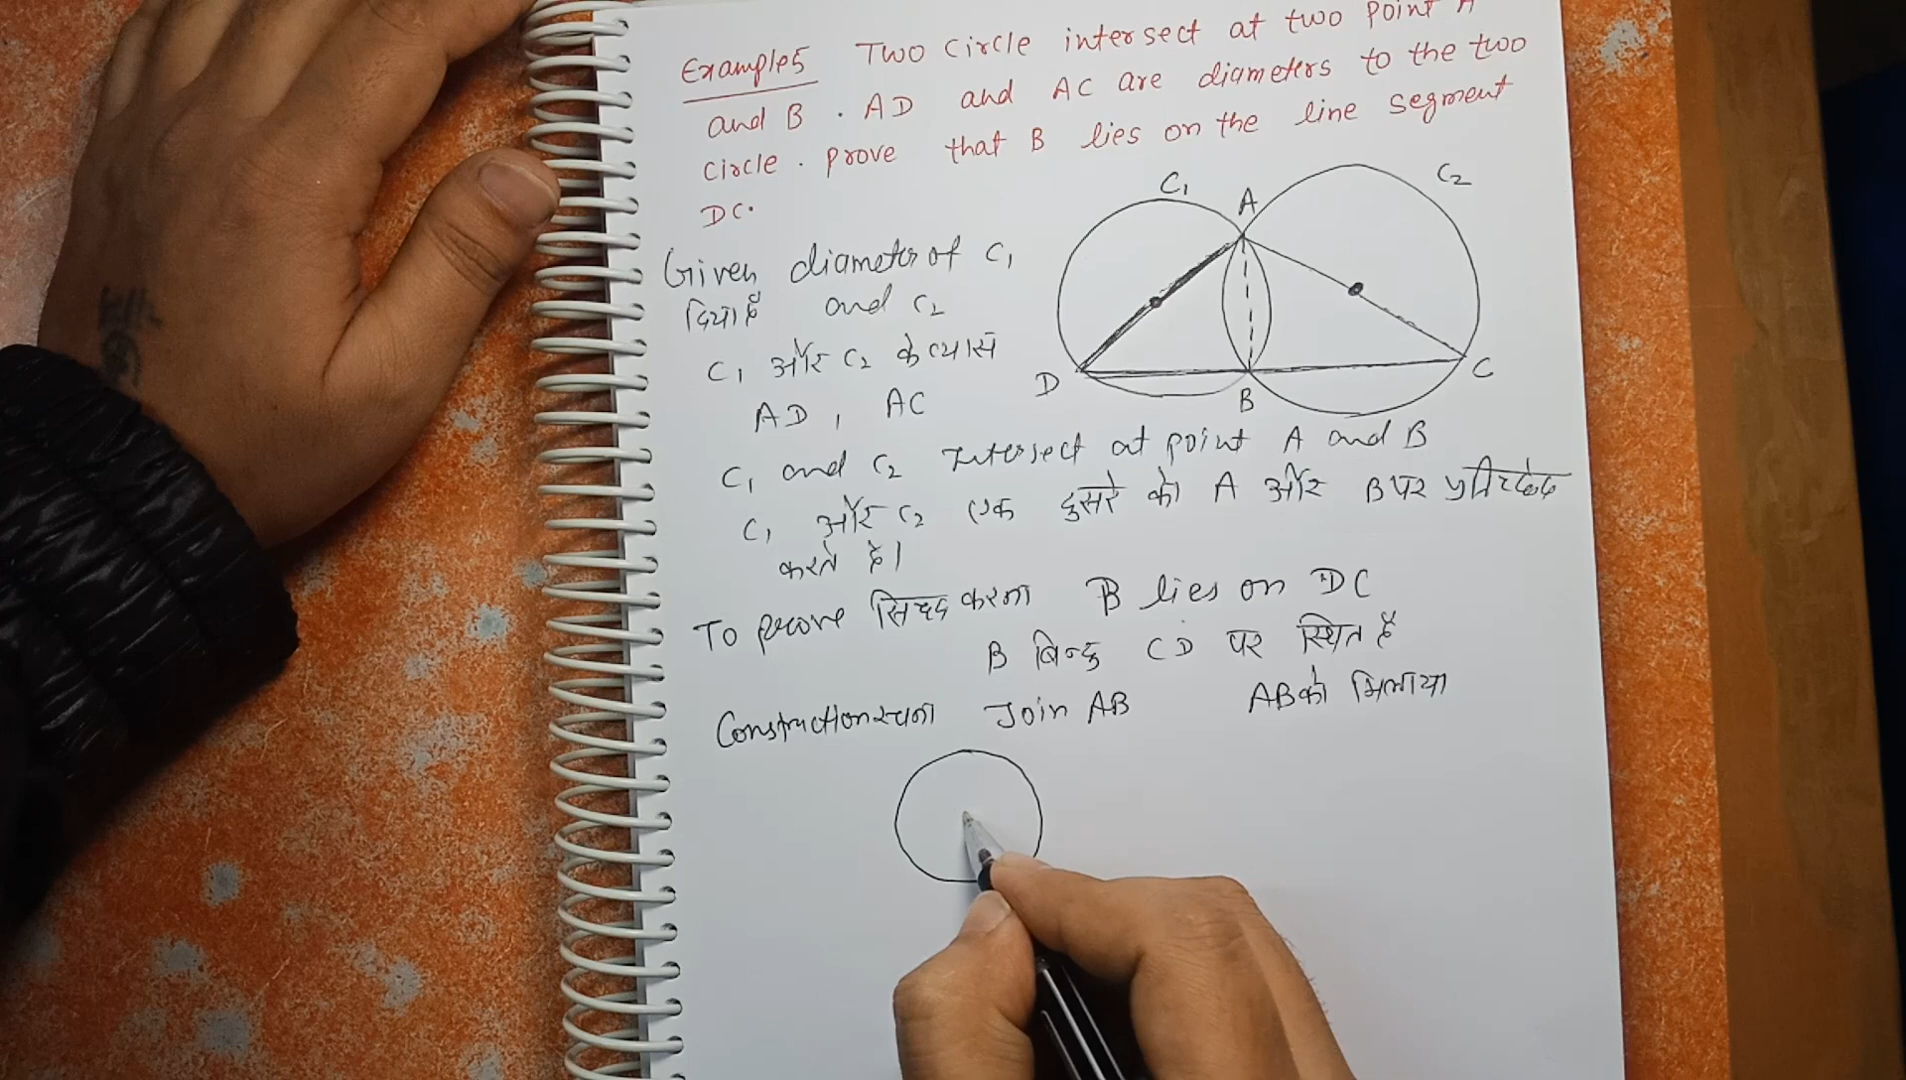 Example5 Two Circle intersect at two point A
and B . AD and AC are diameters to the two
Circle . prove that B lies on the line segment
DC.
C1 A C2
Given diameter of C1
दिया है and C2
C1 और C2 के व्यास
AD , AC
D B C
C1 and C2 Intersect at point A and B
C1 और C2 एक दुसरे को A और B पर प्रतिच्छेद
करते है।
To prove सिद्ध करना B lies on DC
B बिन्दु CD पर स्थित है
Construction रचना Join AB AB को मिलाया